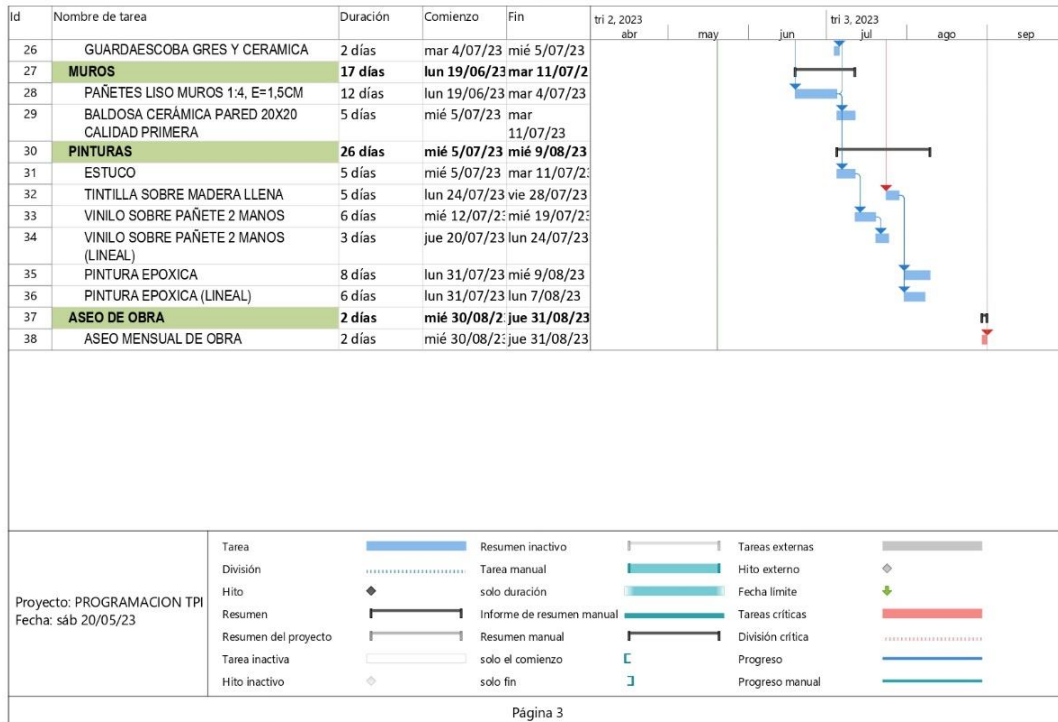 Id Nombre de tarea Duración Comienzo Fin tri 2, 2023 tri 3, 2023
abr may jun jul ago sep
26 GUARDAESCOBA GRES Y CERAMICA 2 días mar 4/07/23 mié 5/07/23
27 MUROS 17 días lun 19/06/23 mar 11/07/2
28 PAÑETES LISO MUROS 1:4, E=1,5CM 12 días lun 19/06/23 mar 4/07/23
29 BALDOSA CERÁMICA PARED 20X20 5 días mié 5/07/23 mar
CALIDAD PRIMERA 11/07/23
30 PINTURAS 26 días mié 5/07/23 mié 9/08/23
31 ESTUCO 5 días mié 5/07/23 mar 11/07/23
32 TINTILLA SOBRE MADERA LLENA 5 días lun 24/07/23 vie 28/07/23
33 VINILO SOBRE PAÑETE 2 MANOS 6 días mié 12/07/23 mié 19/07/23
34 VINILO SOBRE PAÑETE 2 MANOS 3 días jue 20/07/23 lun 24/07/23
(LINEAL)
35 PINTURA EPOXICA 8 días lun 31/07/23 mié 9/08/23
36 PINTURA EPOXICA (LINEAL) 6 días lun 31/07/23 lun 7/08/23
37 ASEO DE OBRA 2 días mié 30/08/23 jue 31/08/23
38 ASEO MENSUAL DE OBRA 2 días mié 30/08/23 jue 31/08/23
Proyecto: PROGRAMACION TPI
Fecha: sáb 20/05/23
Tarea Resumen inactivo Tareas externas
División Tarea manual Hito externo
Hito solo duración Fecha límite
Resumen Informe de resumen manual Tareas críticas
Resumen del proyecto Resumen manual División crítica
Tarea inactiva solo el comienzo Progreso
Hito inactivo solo fin Progreso manual
Página 3